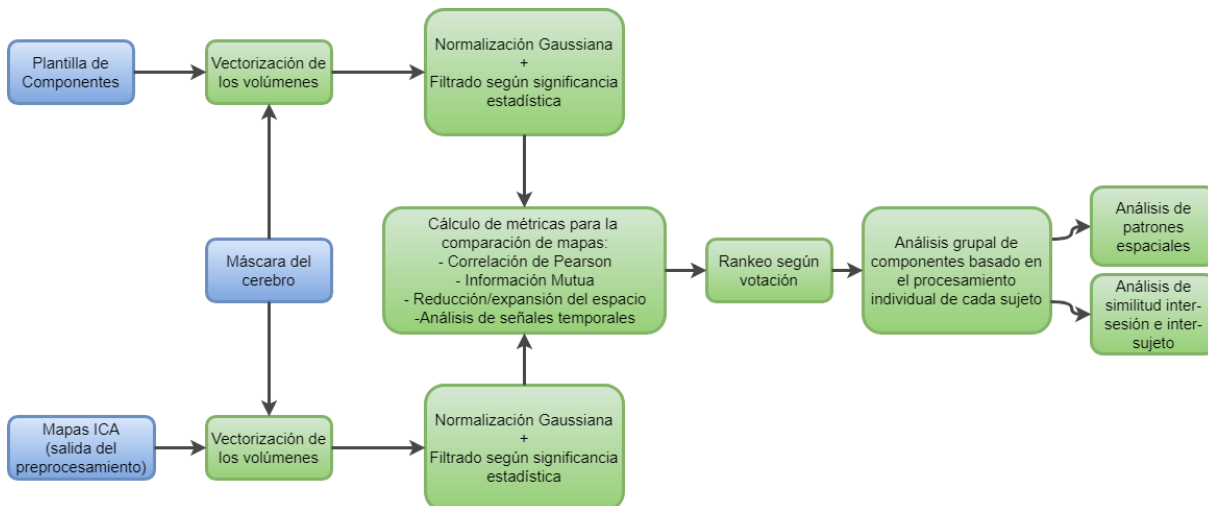 Plantilla de
Componentes
Vectorización de
los volúmenes
Normalización Gaussiana
+
Filtrado según significancia
estadística
Máscara del
cerebro
Cálculo de métricas para la
comparación de mapas:
- Correlación de Pearson
- Información Mutua
- Reducción/expansión del espacio
-Análisis de señales temporales
Rankeo según
votación
Análisis grupal de
componentes basado en
el procesamiento
individual de cada sujeto
Análisis de
patrones
espaciales
Análisis de
similitud inter-
sesión e inter-
sujeto
Mapas ICA
(salida del
preprocesamiento)
Vectorización de
los volúmenes
Normalización Gaussiana
+
Filtrado según significancia
estadística